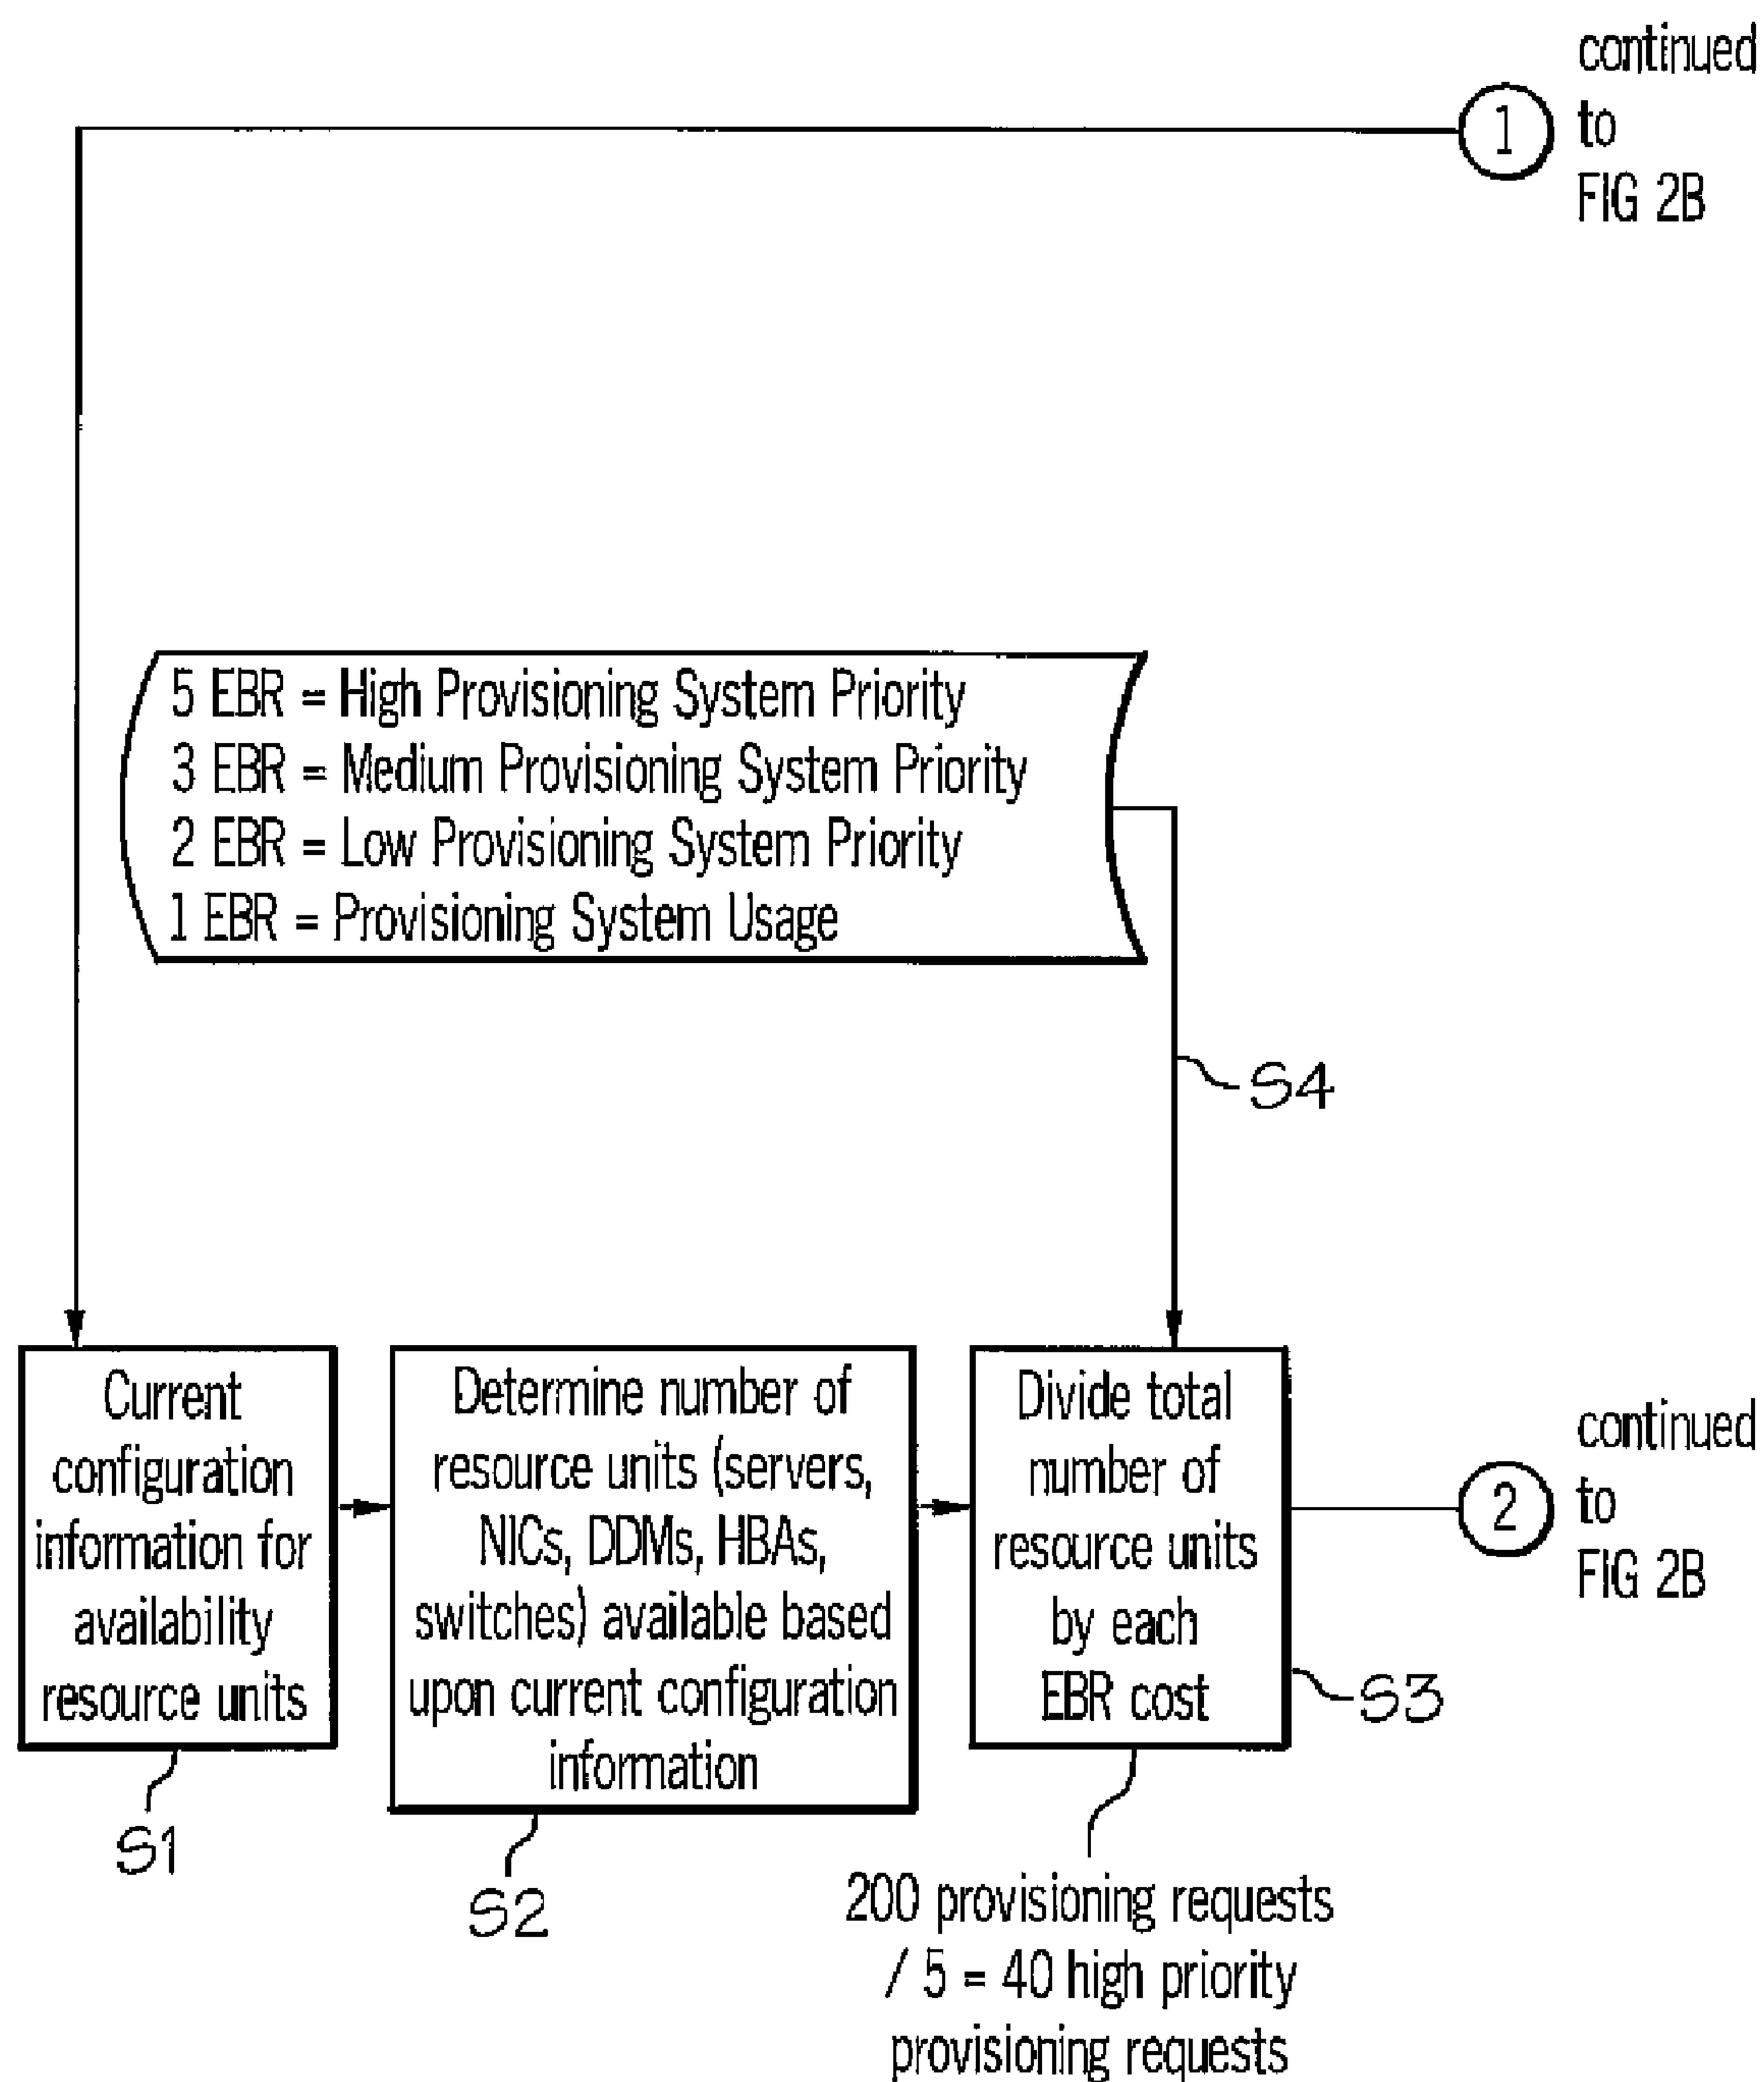 continued
1 to
FIG 2B
5 EBR = High Provisioning System Priority
3 EBR = Medium Provisioning System Priority
2 EBR = Low Provisioning System Priority
1 EBR = Provisioning System Usage
S4
Current
configuration
information for
availability
resource units
S1
Determine number of
resource units (servers,
NICs, DDMs, HBAs,
switches) available based
upon current configuration
information
S2
Divide total
number of
resource units
by each
EBR cost
S3
200 provisioning requests
/ 5 = 40 high priority
provisioning requests
continued
2 to
FIG 2B